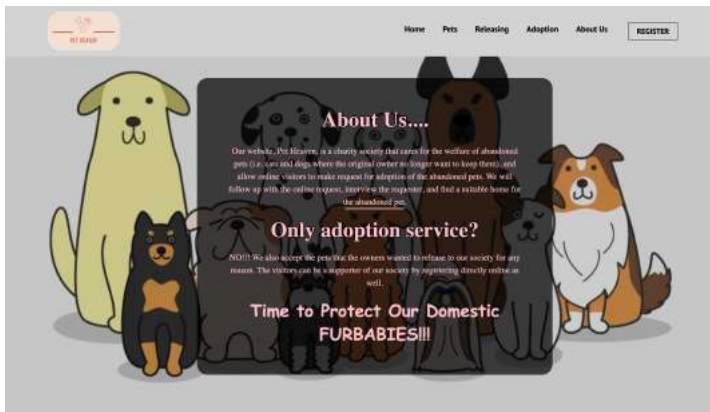 PET HEAVEN
Home Pets Releasing Adoption About Us REGISTER
About Us....
Our website, Pet Heaven, is a charity society that cares for the welfare of abandoned
pets (i.e. cats and dogs where the original owner no longer want to keep them), and
allow online visitors to make request for adoption of the abandoned pets. We will
follow up with the online request, interview the requester, and find a suitable home for
the abandoned pet.
Only adoption service?
NO!!! We also accept the pets that the owners wanted to release to our society for any
reason. The visitors can be a supporter of our society by registering directly online as
well.
Time to Protect Our Domestic
FURBABIES!!!